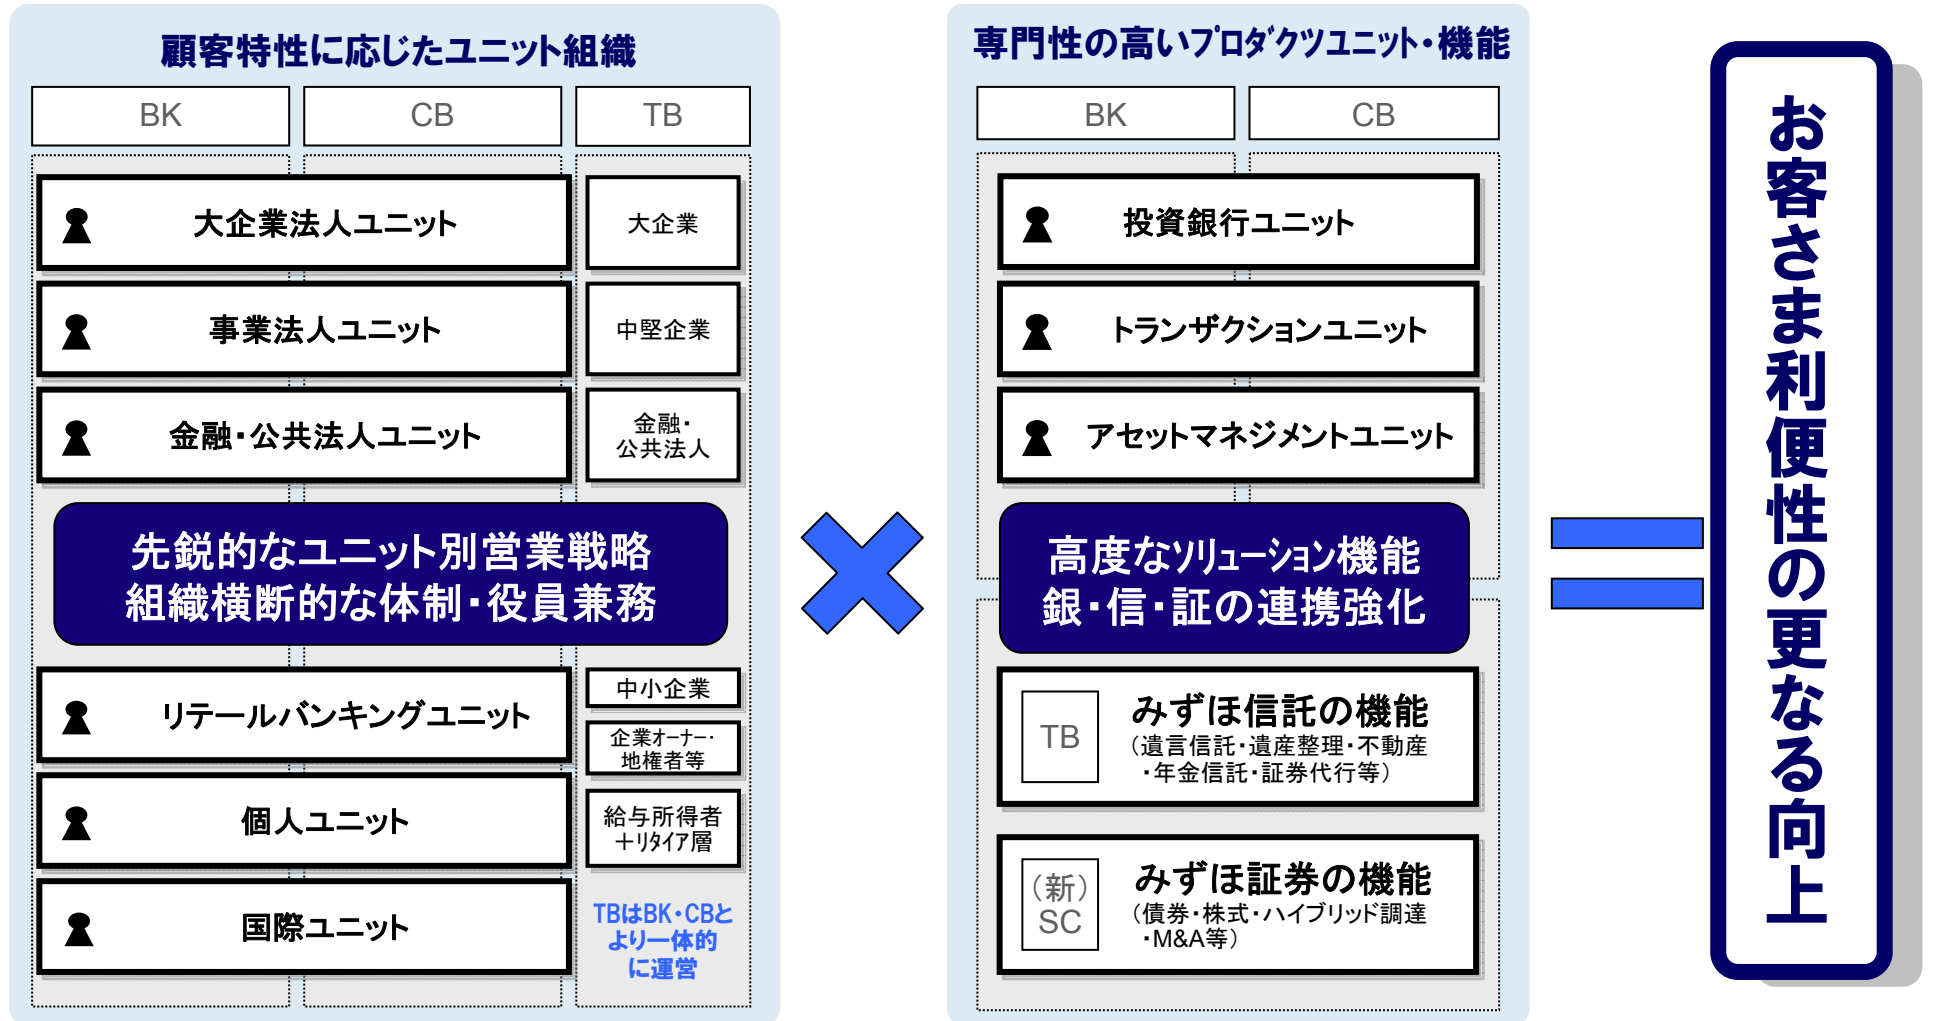 顧客特性に応じたユニット組織
BK
CB
TB
大企業法人ユニット
大企業
事業法人ユニット
中堅企業
金融・公共法人ユニット
金融・
公共法人
先鋭的なユニット別営業戦略
組織横断的な体制・役員兼務
リテールバンキングユニット
中小企業
企業オーナー・
地権者等
個人ユニット
給与所得者
＋ﾘﾀｲｱ層
国際ユニット
TBはBK・CBと
より一体的
に運営
専門性の高いﾌﾟﾛﾀﾞｸﾂユニット・機能
BK
CB
投資銀行ユニット
トランザクションユニット
アセットマネジメントユニット
高度なソリューション機能
銀・信・証の連携強化
TB
みずほ信託の機能
（遺言信託・遺産整理・不動産
・年金信託・証券代行等）
（新）
SC
みずほ証券の機能
（債券・株式・ハイブリッド調達
・M&A等）
お客さま利便性の更なる向上